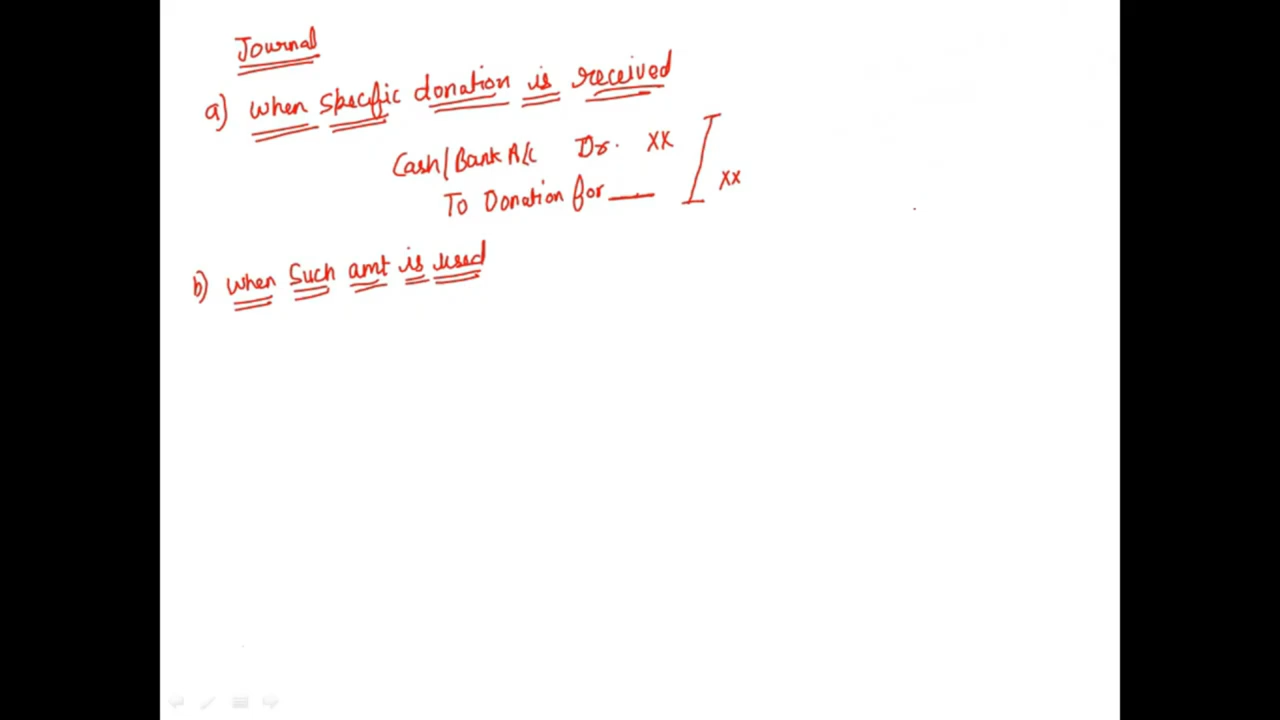 Journal
a) when specific donation is received
Cash/Bank A/c Dr. XX
To Donation for ___ XX
b) when Such amt is used